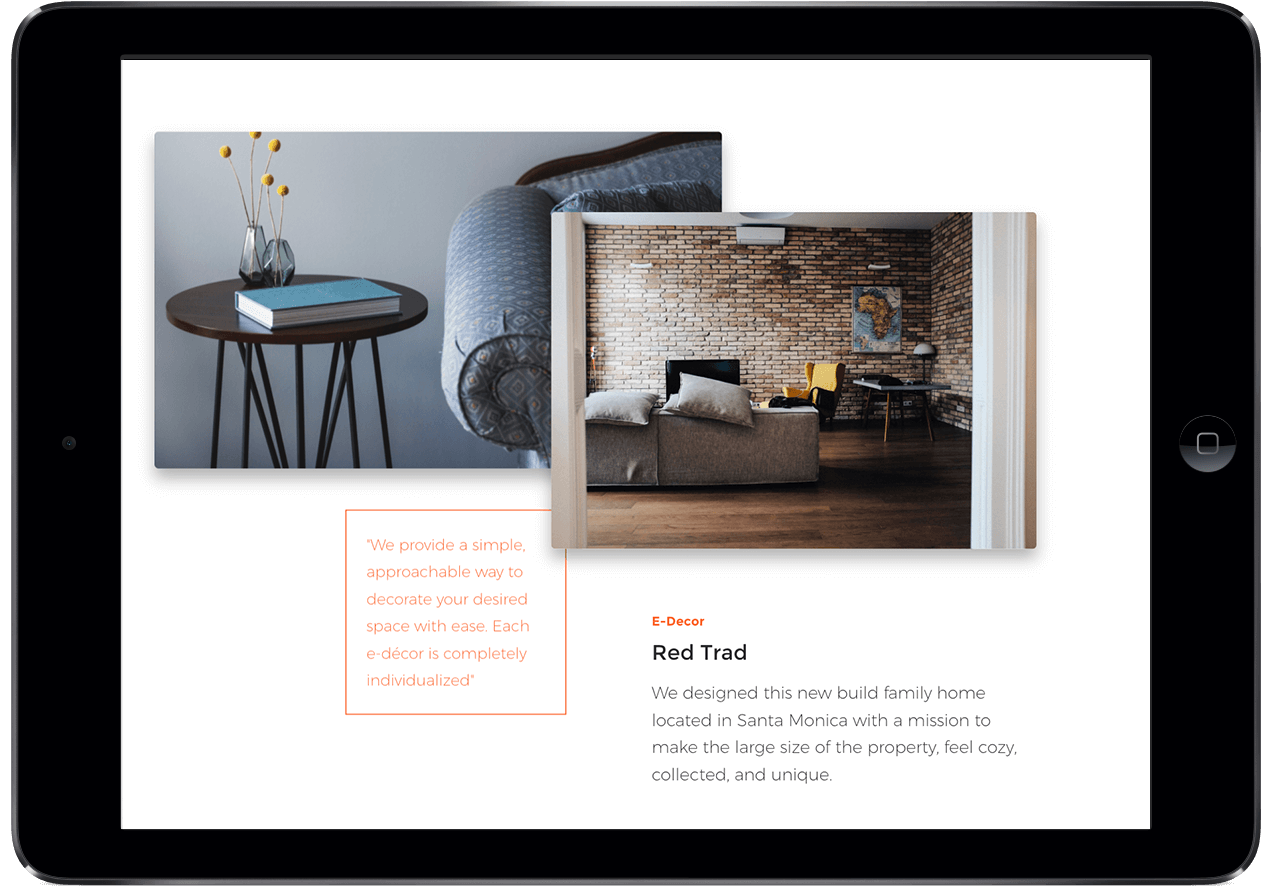 "We provide a simple,
approachable way to
decorate your desired
space with ease. Each
e-décor is completely
individualized"
E-Decor
Red Trad
We designed this new build family home
located in Santa Monica with a mission to
make the large size of the property, feel cozy,
collected, and unique.